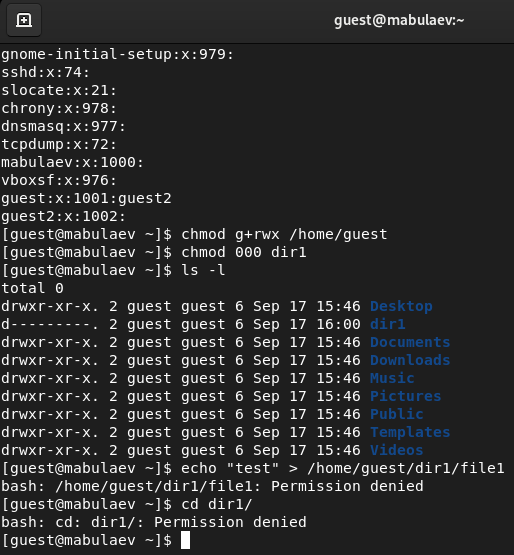 guest@mabulaev:~
gnome-initial-setup:x:979:
sshd:x:74:
slocate:x:21:
chrony:x:978:
dnsmasq:x:977:
tcpdump:x:72:
mabulaev:x:1000:
vboxsf:x:976:
guest:x:1001:guest2
guest2:x:1002:
[guest@mabulaev ~]$ chmod g+rwx /home/guest
[guest@mabulaev ~]$ chmod 000 dir1
[guest@mabulaev ~]$ ls -l
total 0
drwxr-xr-x. 2 guest guest 6 Sep 17 15:46 Desktop
d---------. 2 guest guest 6 Sep 17 16:00 dir1
drwxr-xr-x. 2 guest guest 6 Sep 17 15:46 Documents
drwxr-xr-x. 2 guest guest 6 Sep 17 15:46 Downloads
drwxr-xr-x. 2 guest guest 6 Sep 17 15:46 Music
drwxr-xr-x. 2 guest guest 6 Sep 17 15:46 Pictures
drwxr-xr-x. 2 guest guest 6 Sep 17 15:46 Public
drwxr-xr-x. 2 guest guest 6 Sep 17 15:46 Templates
drwxr-xr-x. 2 guest guest 6 Sep 17 15:46 Videos
[guest@mabulaev ~]$ echo "test" > /home/guest/dir1/file1
bash: /home/guest/dir1/file1: Permission denied
[guest@mabulaev ~]$ cd dir1/
bash: cd: dir1/: Permission denied
[guest@mabulaev ~]$